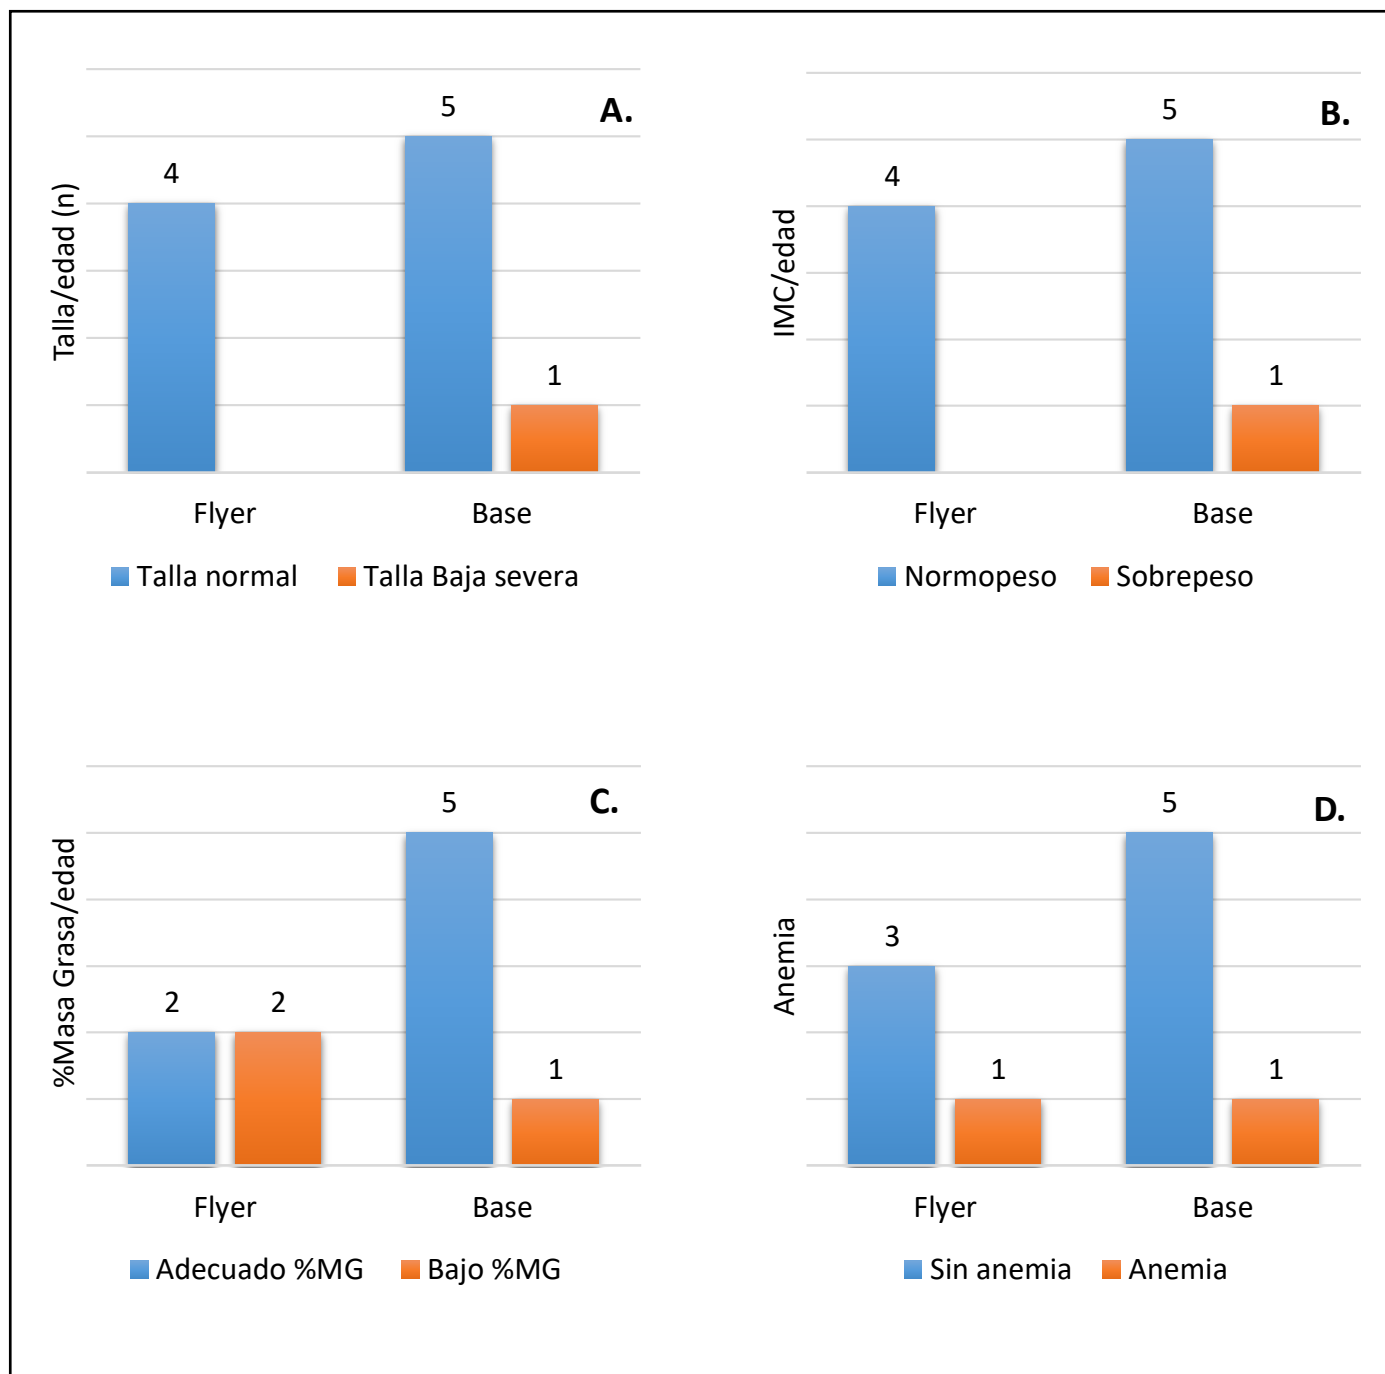 A.
5
4
1
Talla/edad (n)
Flyer Base
Talla normal Talla Baja severa
B.
5
4
1
IMC/edad
Flyer Base
Normopeso Sobrepeso
C.
5
2 2
1
%Masa Grasa/edad
Flyer Base
Adecuado %MG Bajo %MG
D.
5
3
1 1
Anemia
Flyer Base
Sin anemia Anemia